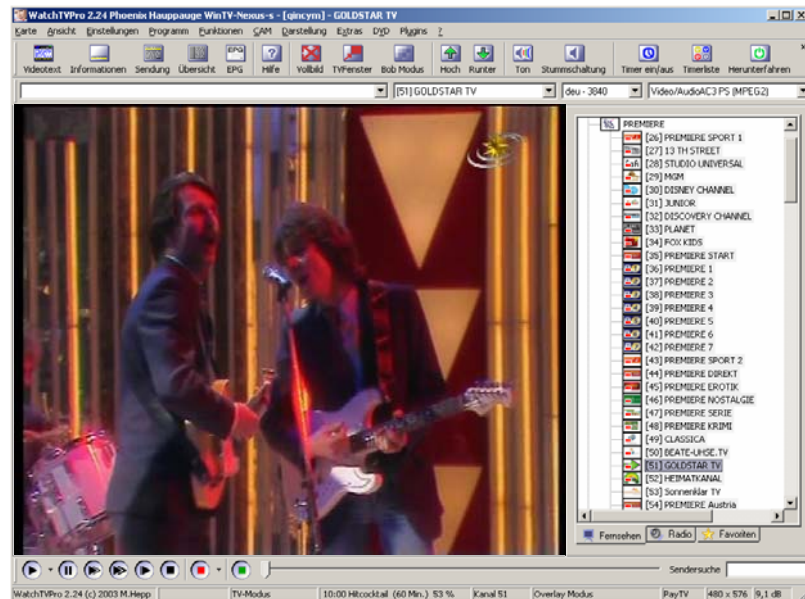 WatchTVPro 2.24 Phoenix Hauppauge WinTV-Nexus-s - [qincym] - GOLDSTAR TV
Karte Ansicht Einstellungen Programm Funktionen CAM Darstellung Extras DVD Plugins ?
Videotext Informationen Sendung Übersicht EPG Hilfe Vollbild TVFenster Bob Modus Hoch Runter Ton Stummschaltung Timer ein/aus Timerliste Herunterfahren
[51] GOLDSTAR TV deu - 3840 Video/AudioAC3 PS (MPEG2)
PREMIERE
[26] PREMIERE SPORT 1
[27] 13 TH STREET
[28] STUDIO UNIVERSAL
[29] MGM
[30] DISNEY CHANNEL
[31] JUNIOR
[32] DISCOVERY CHANNEL
[33] PLANET
[34] FOX KIDS
[35] PREMIERE START
[36] PREMIERE 1
[37] PREMIERE 2
[38] PREMIERE 3
[39] PREMIERE 4
[40] PREMIERE 5
[41] PREMIERE 6
[42] PREMIERE 7
[43] PREMIERE SPORT 2
[44] PREMIERE DIREKT
[45] PREMIERE EROTIK
[46] PREMIERE NOSTALGIE
[47] PREMIERE SERIE
[48] PREMIERE KRIMI
[49] CLASSICA
[50] BEATE-UHSE.TV
[51] GOLDSTAR TV
[52] HEIMATKANAL
[53] Sonnenklar TV
[54] PREMIERE Austria
Fernsehen Radio Favoriten
Sendersuche
WatchTVPro 2.24 (c) 2003 M.Hepp TV-Modus 10:00 Hitcocktail (60 Min.) 53 % Kanal 51 Overlay Modus PayTV 480 x 576 9,1 dB